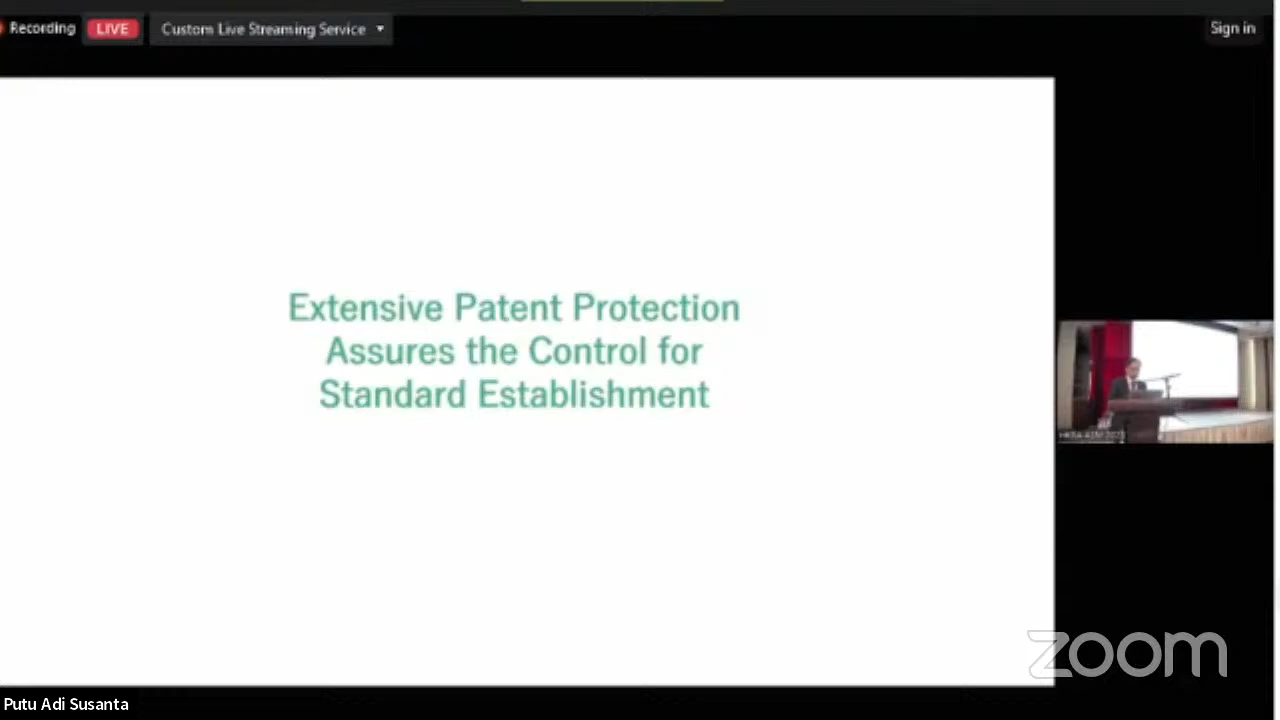 Recording LIVE Custom Live Streaming Service Sign in
Extensive Patent Protection
Assures the Control for
Standard Establishment
zoom
Putu Adi Susanta